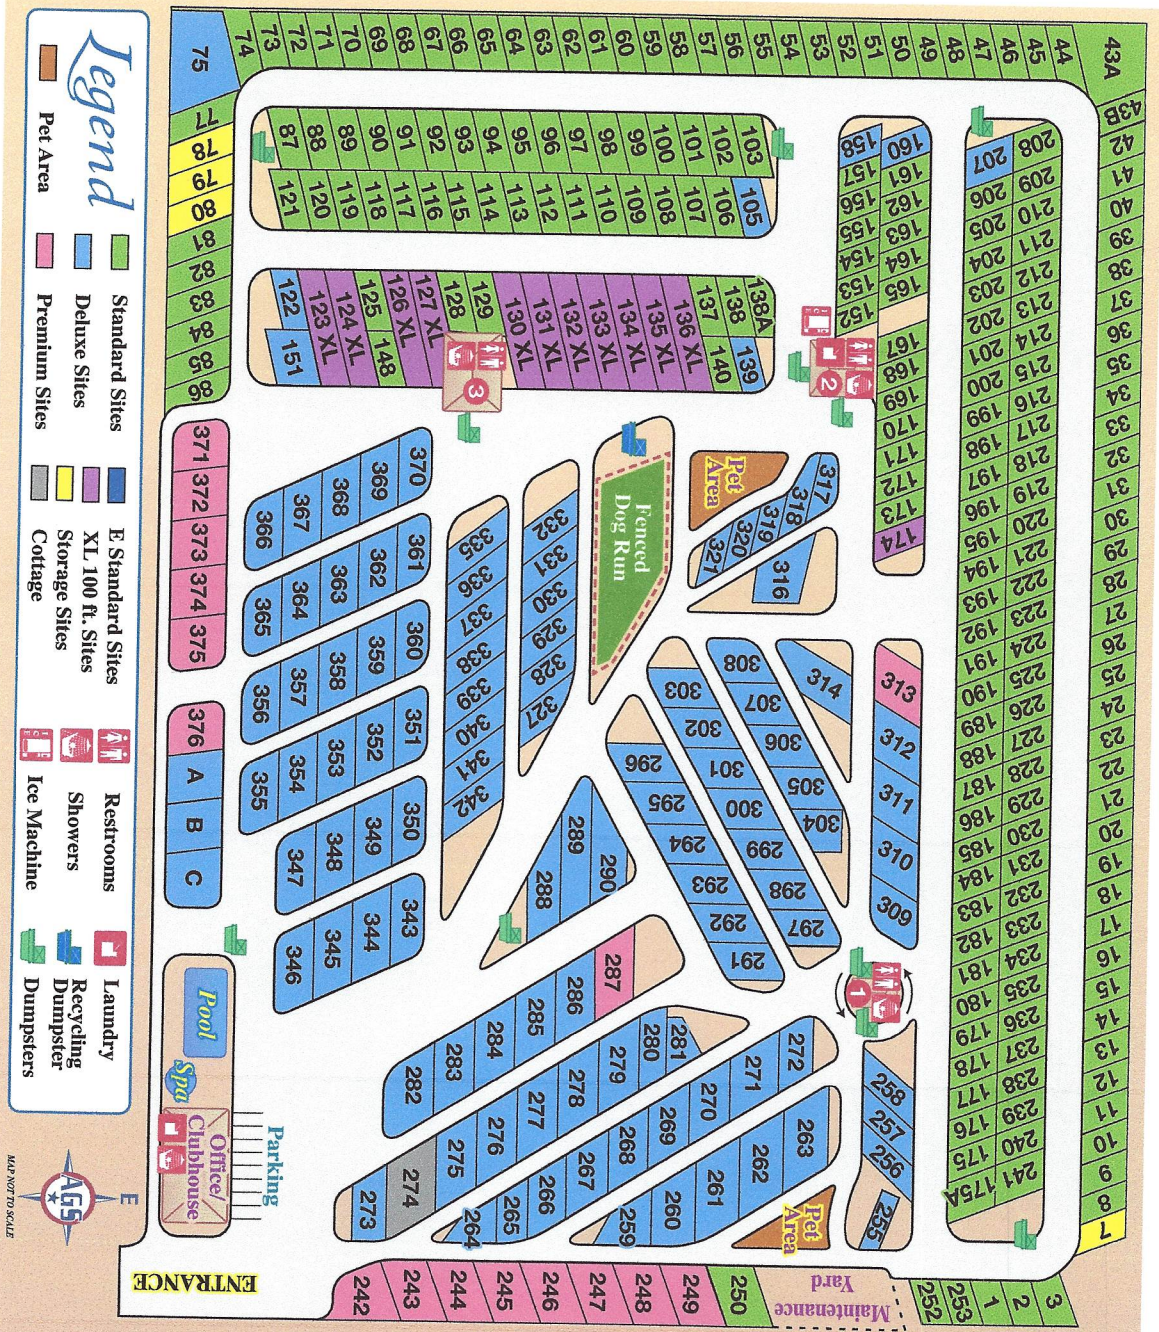 Legend
Pet Area
Standard Sites
Deluxe Sites
Premium Sites
E Standard Sites
XL 100 ft. Sites
Storage Sites
Cottage
Restrooms
Showers
Ice Machine
Laundry
Recycling
Dumpster
Dumpsters
75
74 73 72 71 70 69 68 67 66 65 64 63 62 61 60 59 58 57 56 55 54 53 52 51 50 49 48 47 46 45 44
43A
43B 42 41 40 39 38 37 36 35 34 33 32 31 30 29 28 27 26 25 24 23 22 21 20 19 18 17 16 15 14 13 12 11 10 9 8 7
77 78 79 80 81 82 83 84 85 86
87 88 89 90 91 92 93 94 95 96 97 98 99 100 101 102 103
121 120 119 118 117 116 115 114 113 112 111 110 109 108 107 106 105
122 123 XL 124 XL 125 126 XL 127 XL 128 129 130 XL 131 XL 132 XL 133 XL 134 XL 135 XL 136 XL 137 138 138A
151 148 140 139
3
158 157 156 155 154 153 152
160 161 162 163 164 165 167 168 169 170 171 172 173 174
ICE
2
208 209 210 211 212 213 214 215 216 217 218 219 220 221 222 223 224 225 226 227 228 229 230 231 232 233 234 235 236 237 238 239 240 241
207 206 205 204 203 202 201 200 199 198 197 196 195 194 193 192 191 190 189 188 187 186 185 184 183 182 181 180 179 178 177 176 175 175A
371 372 373 374 375
376 A B C
370 369 368 367 366
361 362 363 364 365
360 359 358 357 356
351 352 353 354 355
350 349 348 347
343 344 345 346
335 336 337 338 339 340 341 342
332 331 330 329 328 327
Fenced
Dog Run
Pet
Area
317 318 319 320 321
316
314
313 312 311 310 309
308 307 306 305 304
303 302 301 300 299 298 297
296 295 294 293 292 291
290 289 288
287 286 285 284 283 282
281 280 279 278 277 276 275 274 273
272 271 270 269 268 267 266 265 264
263 262 261 260 259
258 257 256 255
1
Pet
Area
Pool
Spa
Office/
Clubhouse
Parking
ENTRANCE
242 243 244 245 246 247 248 249 250
Maintenance
Yard
252 253 1 2 3
AGS
E
MAP NOT TO SCALE